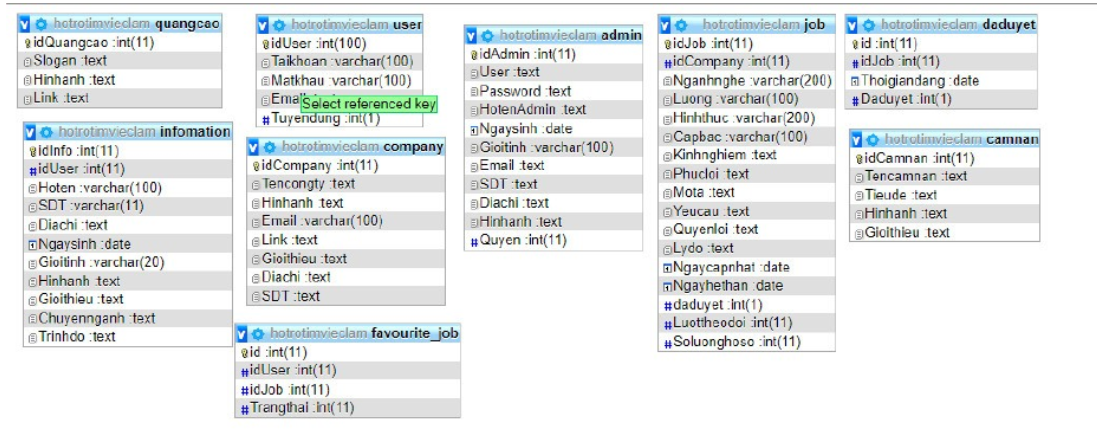 hotrotimvieclam quangcao
idQuangcao :int(11)
Slogan :text
Hinhanh :text
Link :text
hotrotimvieclam user
idUser :int(100)
Taikhoan :varchar(100)
Matkhau :varchar(100)
Email
Select referenced key
Tuyendung :int(1)
hotrotimvieclam admin
idAdmin :int(11)
User :text
Password :text
HotenAdmin :text
Ngaysinh :date
Gioitinh :varchar(100)
Email :text
SDT :text
Diachi :text
Hinhanh :text
Quyen :int(11)
hotrotimvieclam job
idJob :int(11)
idCompany :int(11)
Nganhnghe :varchar(200)
Luong :varchar(100)
Hinhthuc :varchar(200)
Capbac :varchar(100)
Kinhnghiem :text
Phucloi :text
Mota :text
Yeucau :text
Quyenloi :text
Lydo :text
Ngaycapnhat :date
Ngayhethan :date
daduyet :int(1)
Luottheodoi :int(11)
Soluonghoso :int(11)
hotrotimvieclam daduyet
id :int(11)
idJob :int(11)
Thoigiandang :date
Daduyet :int(1)
hotrotimvieclam infomation
idInfo :int(11)
idUser :int(11)
Hoten :varchar(100)
SDT :varchar(11)
Diachi :text
Ngaysinh :date
Gioitinh :varchar(20)
Hinhanh :text
Gioithieu :text
Chuyennganh :text
Trinhdo :text
hotrotimvieclam company
idCompany :int(11)
Tencongty :text
Hinhanh :text
Email :varchar(100)
Link :text
Gioithieu :text
Diachi :text
SDT :text
hotrotimvieclam camnan
idCamnan :int(11)
Tencamnan :text
Tieude :text
Hinhanh :text
Gioithieu :text
hotrotimvieclam favourite_job
id :int(11)
idUser :int(11)
idJob :int(11)
Trangthai :int(11)